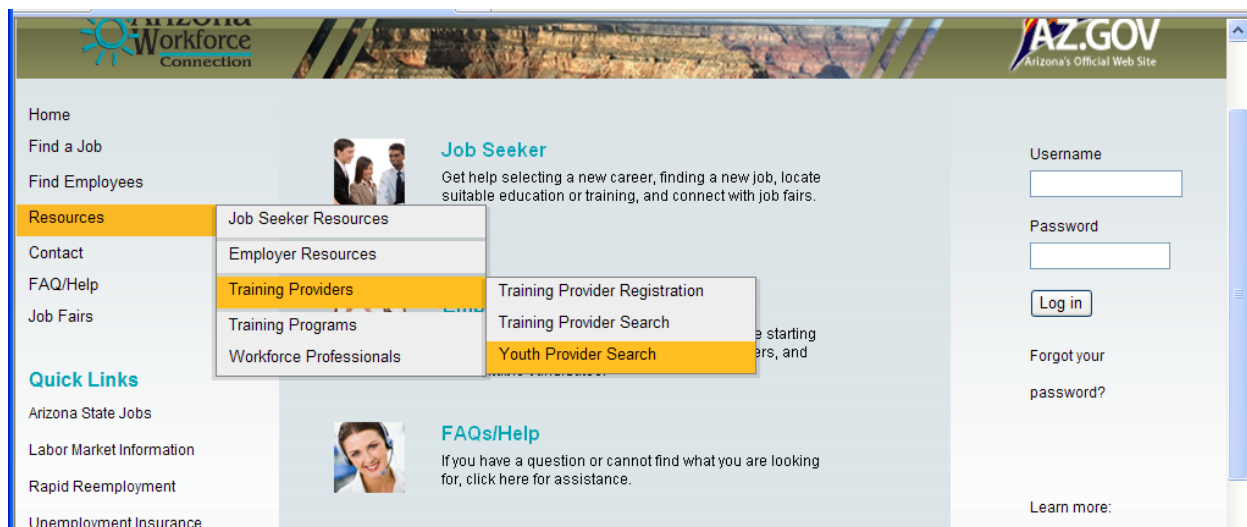 Arizona
Workforce
Connection
AZ.GOV
Arizona's Official Web Site
Home
Find a Job
Find Employees
Resources
Contact
FAQ/Help
Job Fairs
Quick Links
Arizona State Jobs
Labor Market Information
Rapid Reemployment
Unemployment Insurance
Job Seeker Resources
Employer Resources
Training Providers
Training Programs
Workforce Professionals
Training Provider Registration
Training Provider Search
Youth Provider Search
Job Seeker
Get help selecting a new career, finding a new job, locate
suitable education or training, and connect with job fairs.
starting
and
FAQs/Help
If you have a question or cannot find what you are looking
for, click here for assistance.
Username
Password
Log in
Forgot your
password?
Learn more: